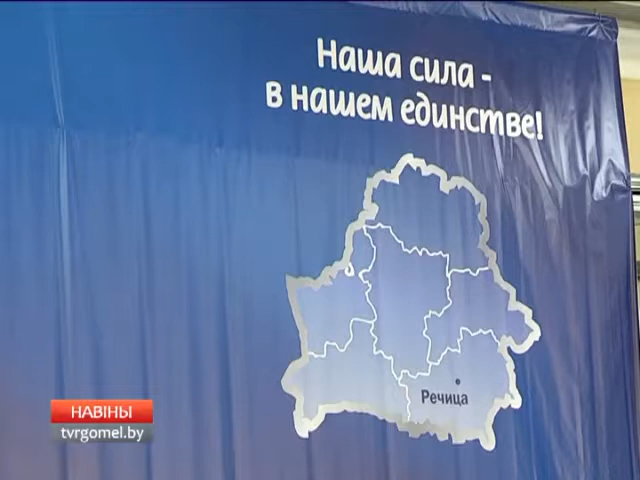 Наша сила -
в нашем единстве!
Речица
НАВІНЫ
tvrgomel.by